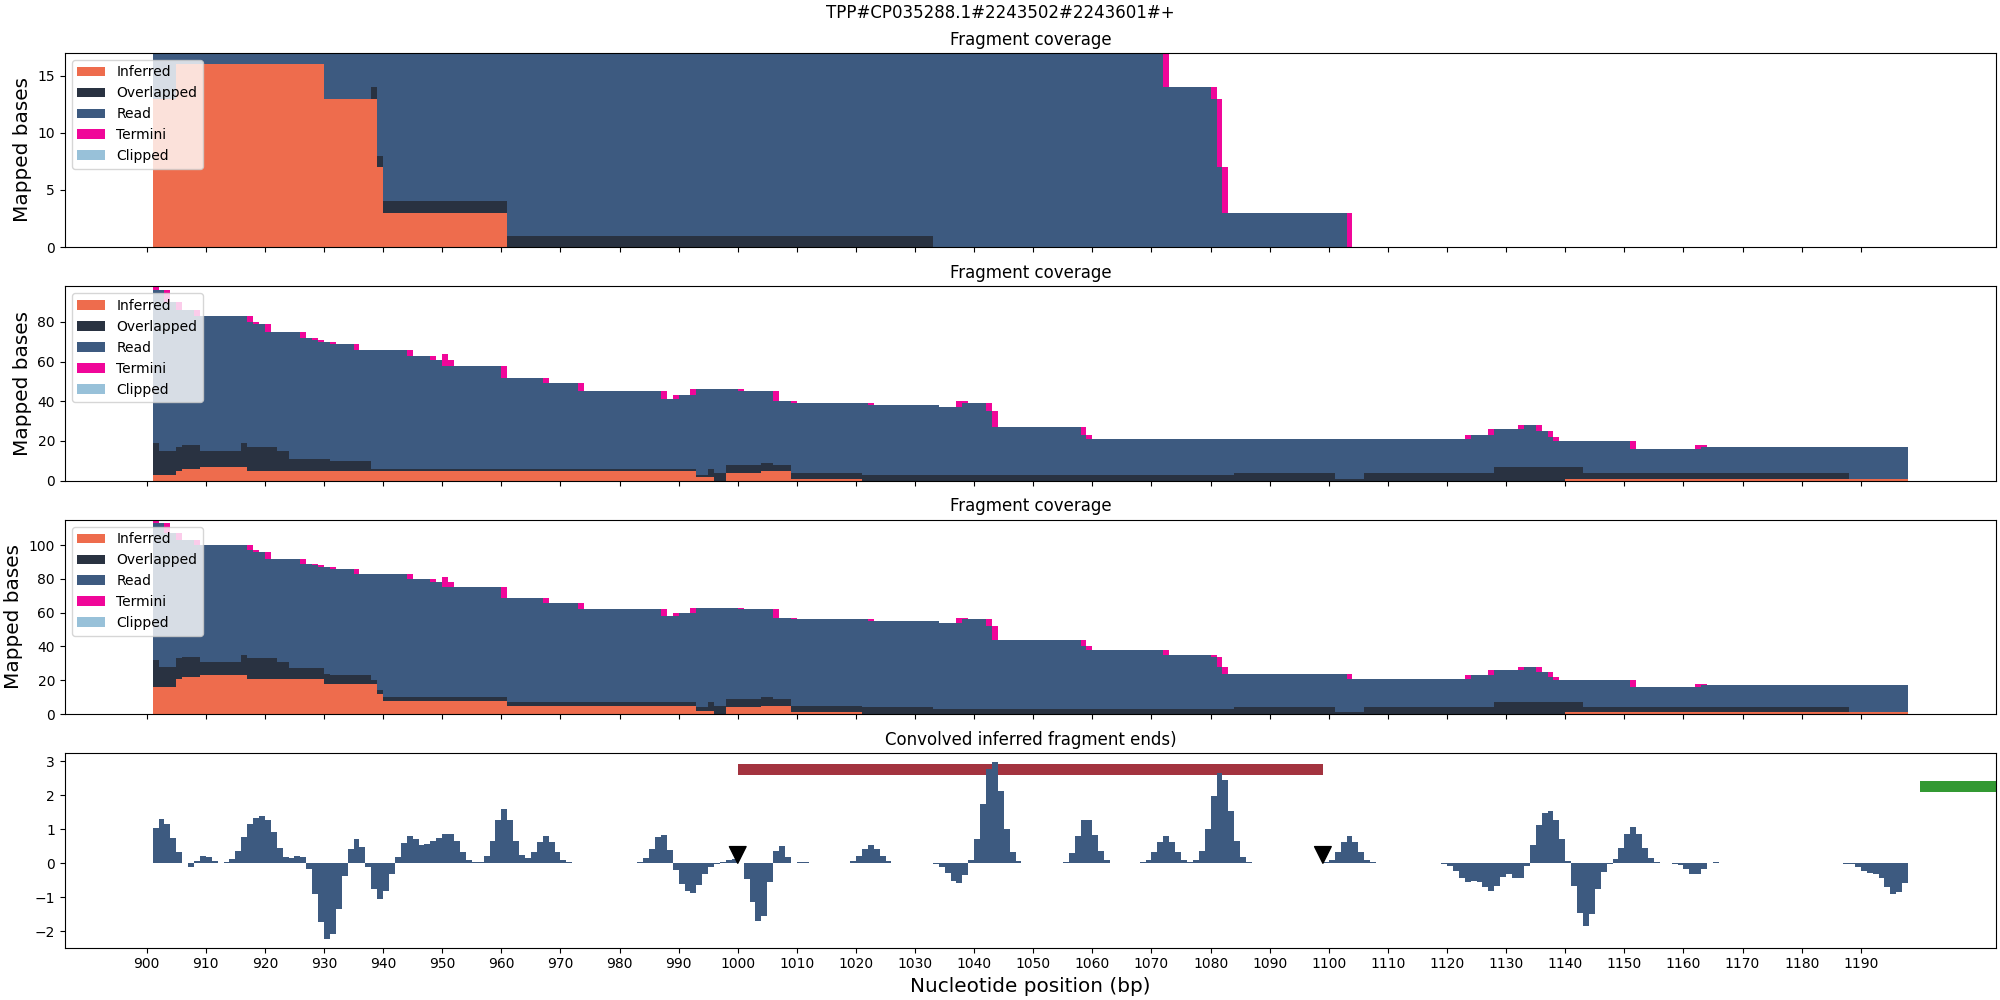 TPP#CP035288.1#2243502#2243601#+
Fragment coverage
Mapped bases
15
10
5
0
Inferred
Overlapped
Read
Termini
Clipped
Fragment coverage
Mapped bases
80
60
40
20
0
Inferred
Overlapped
Read
Termini
Clipped
Fragment coverage
Mapped bases
100
80
60
40
20
0
Inferred
Overlapped
Read
Termini
Clipped
Convolved inferred fragment ends)
3
2
1
0
−1
−2
900 910 920 930 940 950 960 970 980 990 1000 1010 1020 1030 1040 1050 1060 1070 1080 1090 1100 1110 1120 1130 1140 1150 1160 1170 1180 1190
Nucleotide position (bp)